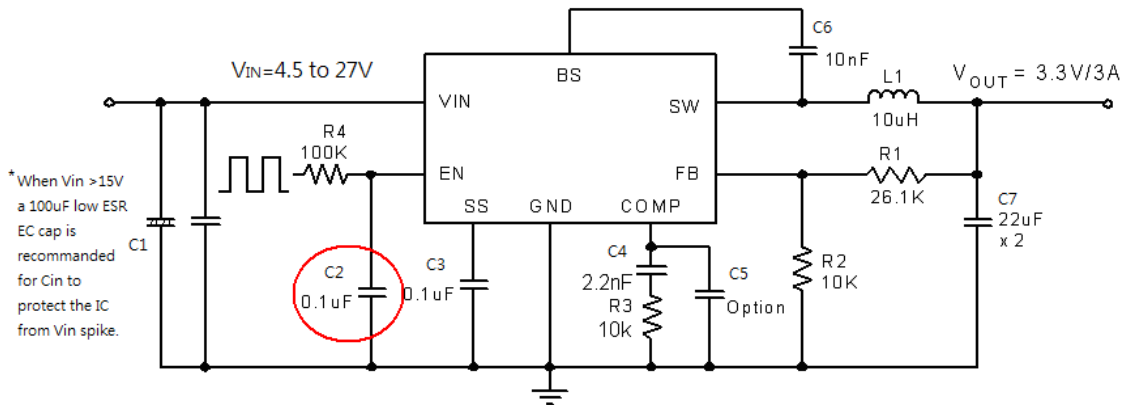 C6
10nF
VIN=4.5 to 27V
BS
VOUT = 3.3V/3A
VIN
SW
L1
10uH
R4
100K
EN
FB
R1
26.1K
SS
GND
COMP
*When Vin >15V
a 100uF low ESR
EC cap is
recommanded
for Cin to
protect the IC
from Vin spike.
C1
C2
0.1uF
C3
0.1uF
C4
2.2nF
R3
10k
C5
Option
R2
10K
C7
22uF
x 2